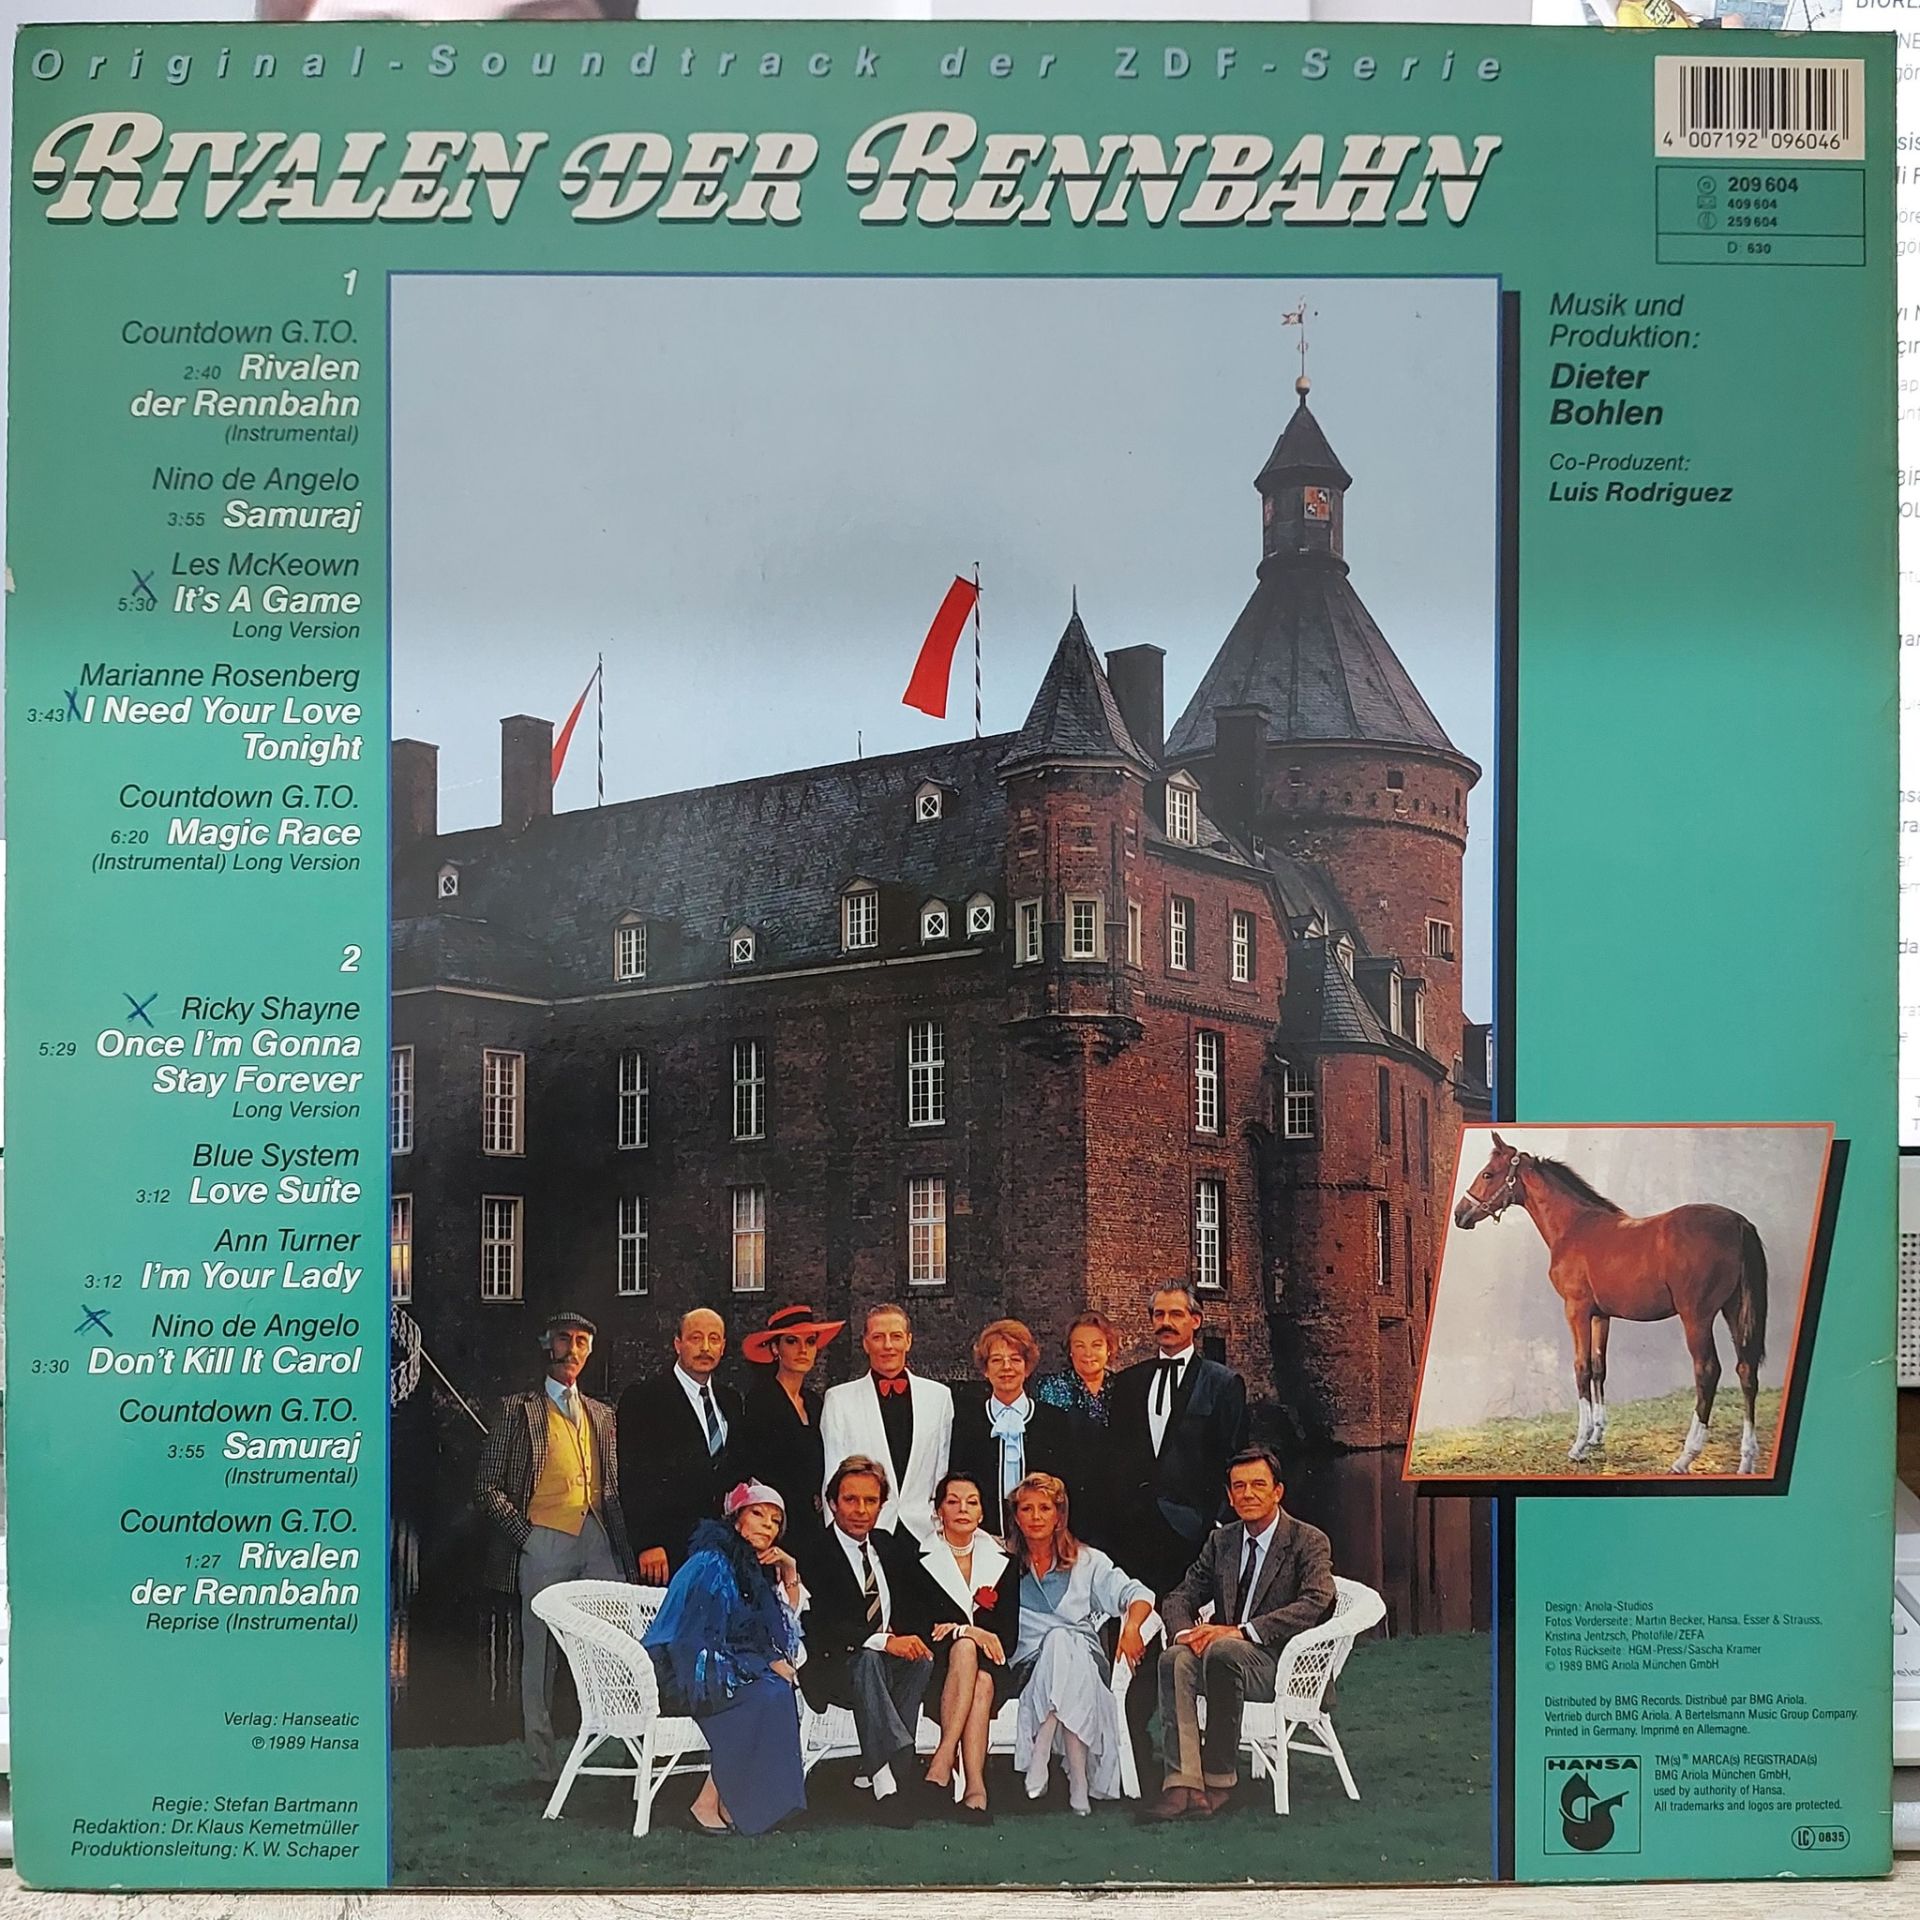 Original-Soundtrack der ZDF-Serie
RIVALEN DER RENNBAHN
4 007192 096046
209 604
409 604
259 604
D: 630
1
Countdown G.T.O.
2:40 Rivalen
der Rennbahn
(Instrumental)
Nino de Angelo
3:55 Samuraj
Les McKeown
5:30 It's A Game
Long Version
Marianne Rosenberg
3:43 I Need Your Love
Tonight
Countdown G.T.O.
6:20 Magic Race
(Instrumental) Long Version
2
Ricky Shayne
5:29 Once I'm Gonna
Stay Forever
Long Version
Blue System
3:12 Love Suite
Ann Turner
3:12 I'm Your Lady
Nino de Angelo
3:30 Don't Kill It Carol
Countdown G.T.O.
3:55 Samuraj
(Instrumental)
Countdown G.T.O.
1:27 Rivalen
der Rennbahn
Reprise (Instrumental)
Verlag: Hanseatic
℗ 1989 Hansa
Regie: Stefan Bartmann
Redaktion: Dr. Klaus Kemetmüller
Produktionsleitung: K. W. Schaper
Musik und
Produktion:
Dieter
Bohlen
Co-Produzent:
Luis Rodriguez
Design: Ariola-Studios
Fotos Vorderseite: Martin Becker, Hansa, Esser & Strauss,
Kristina Jentzsch, Photofile/ZEFA
Fotos Rückseite: HGM-Press/Sascha Kramer
© 1989 BMG Ariola München GmbH
Distributed by BMG Records. Distribué par BMG Ariola.
Vertrieb durch BMG Ariola. A Bertelsmann Music Group Company.
Printed in Germany. Imprimé en Allemagne.
HANSA
TM(s) ® MARCA(s) REGISTRADA(s)
BMG Ariola München GmbH,
used by authority of Hansa.
All trademarks and logos are protected.
LC 0835